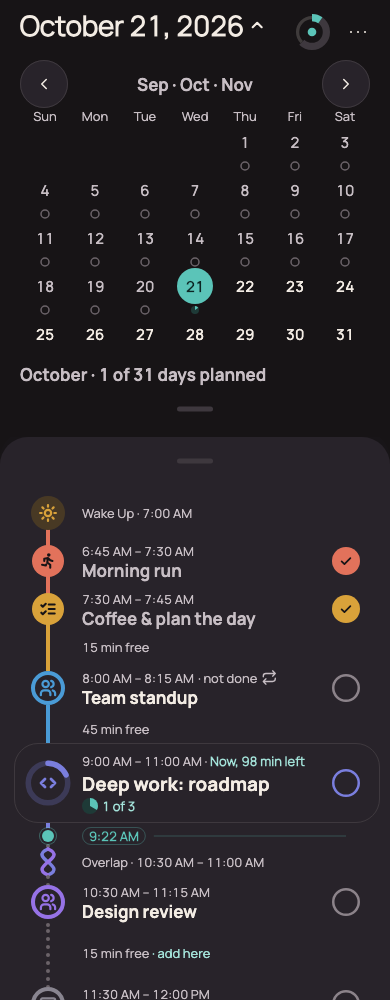 October 21, 2026
Sep · Oct · Nov
Sun Mon Tue Wed Thu Fri Sat
1 2 3
4 5 6 7 8 9 10
11 12 13 14 15 16 17
18 19 20 21 22 23 24
25 26 27 28 29 30 31
October · 1 of 31 days planned
Wake Up · 7:00 AM
6:45 AM – 7:30 AM
Morning run
7:30 AM – 7:45 AM
Coffee & plan the day
15 min free
8:00 AM – 8:15 AM · not done
Team standup
45 min free
9:00 AM – 11:00 AM · Now, 98 min left
Deep work: roadmap
1 of 3
9:22 AM
Overlap · 10:30 AM – 11:00 AM
10:30 AM – 11:15 AM
Design review
15 min free · add here
11:30 AM – 12:00 PM